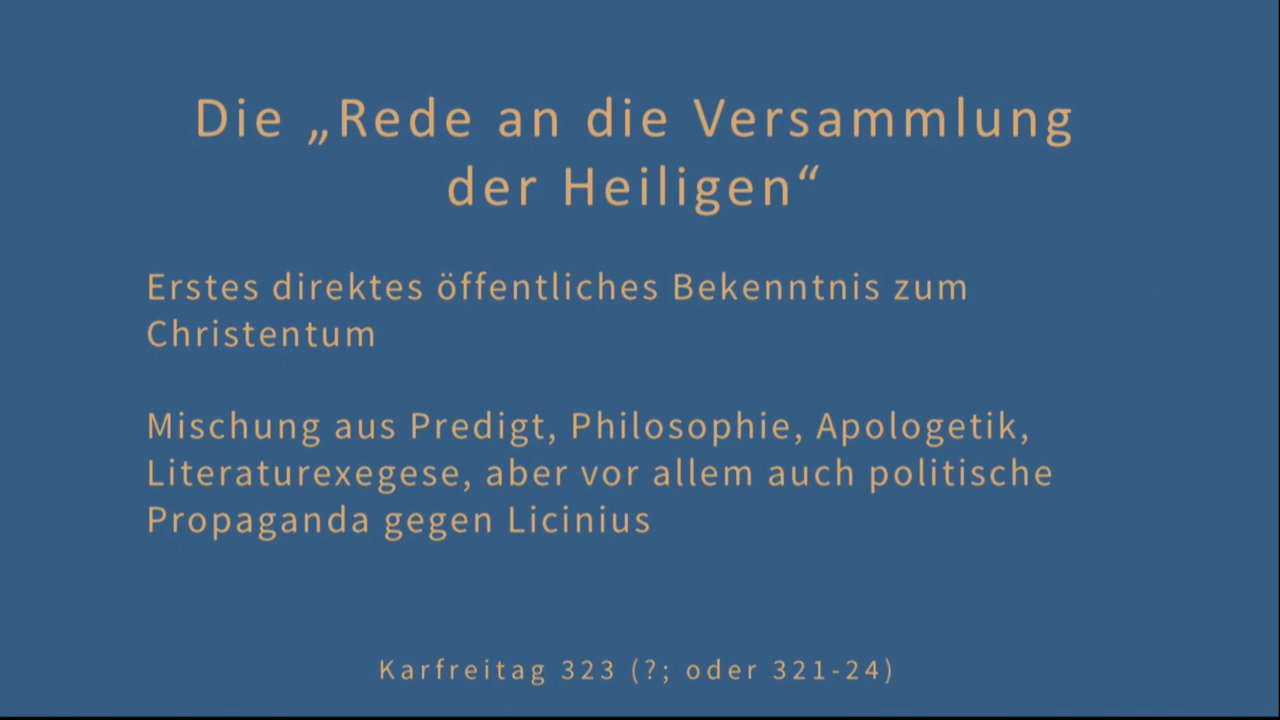 Die „Rede an die Versammlung
der Heiligen“
Erstes direktes öffentliches Bekenntnis zum
Christentum
Mischung aus Predigt, Philosophie, Apologetik,
Literaturexegese, aber vor allem auch politische
Propaganda gegen Licinius
Karfreitag 323 (?; oder 321-24)